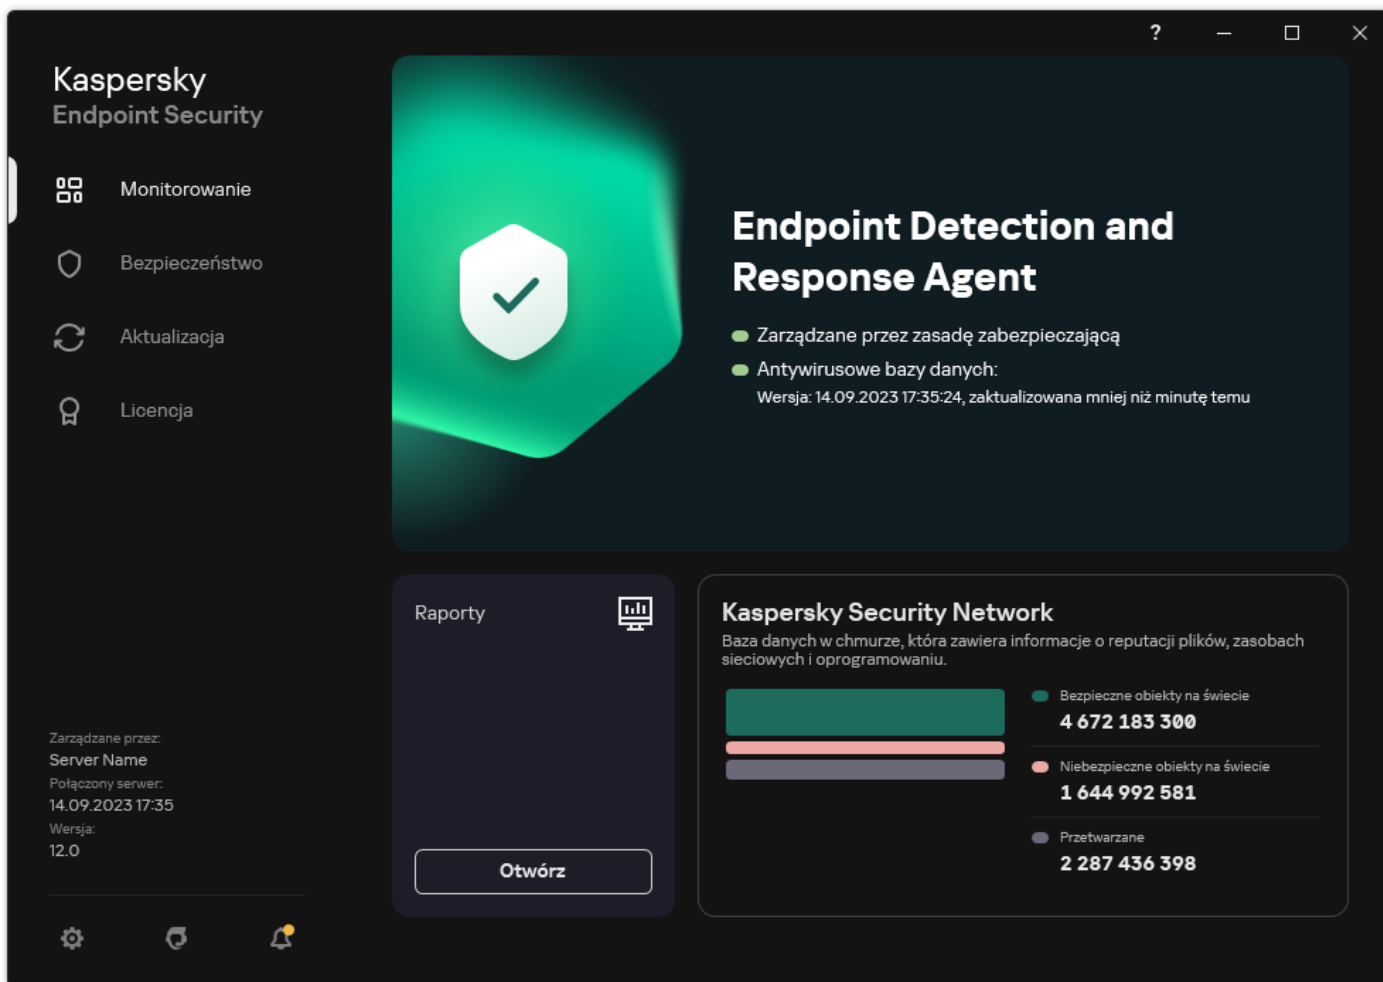 ?
Kaspersky
Endpoint Security
Monitorowanie
Bezpieczeństwo
Aktualizacja
Licencja
Zarządzane przez:
Server Name
Połączony serwer:
14.09.2023 17:35
Wersja:
12.0
Endpoint Detection and
Response Agent
Zarządzane przez zasadę zabezpieczającą
Antywirusowe bazy danych:
Wersja: 14.09.2023 17:35:24, zaktualizowana mniej niż minutę temu
Raporty
Otwórz
Kaspersky Security Network
Baza danych w chmurze, która zawiera informacje o reputacji plików, zasobach
sieciowych i oprogramowaniu.
Bezpieczne obiekty na świecie
4 672 183 300
Niebezpieczne obiekty na świecie
1 644 992 581
Przetwarzane
2 287 436 398